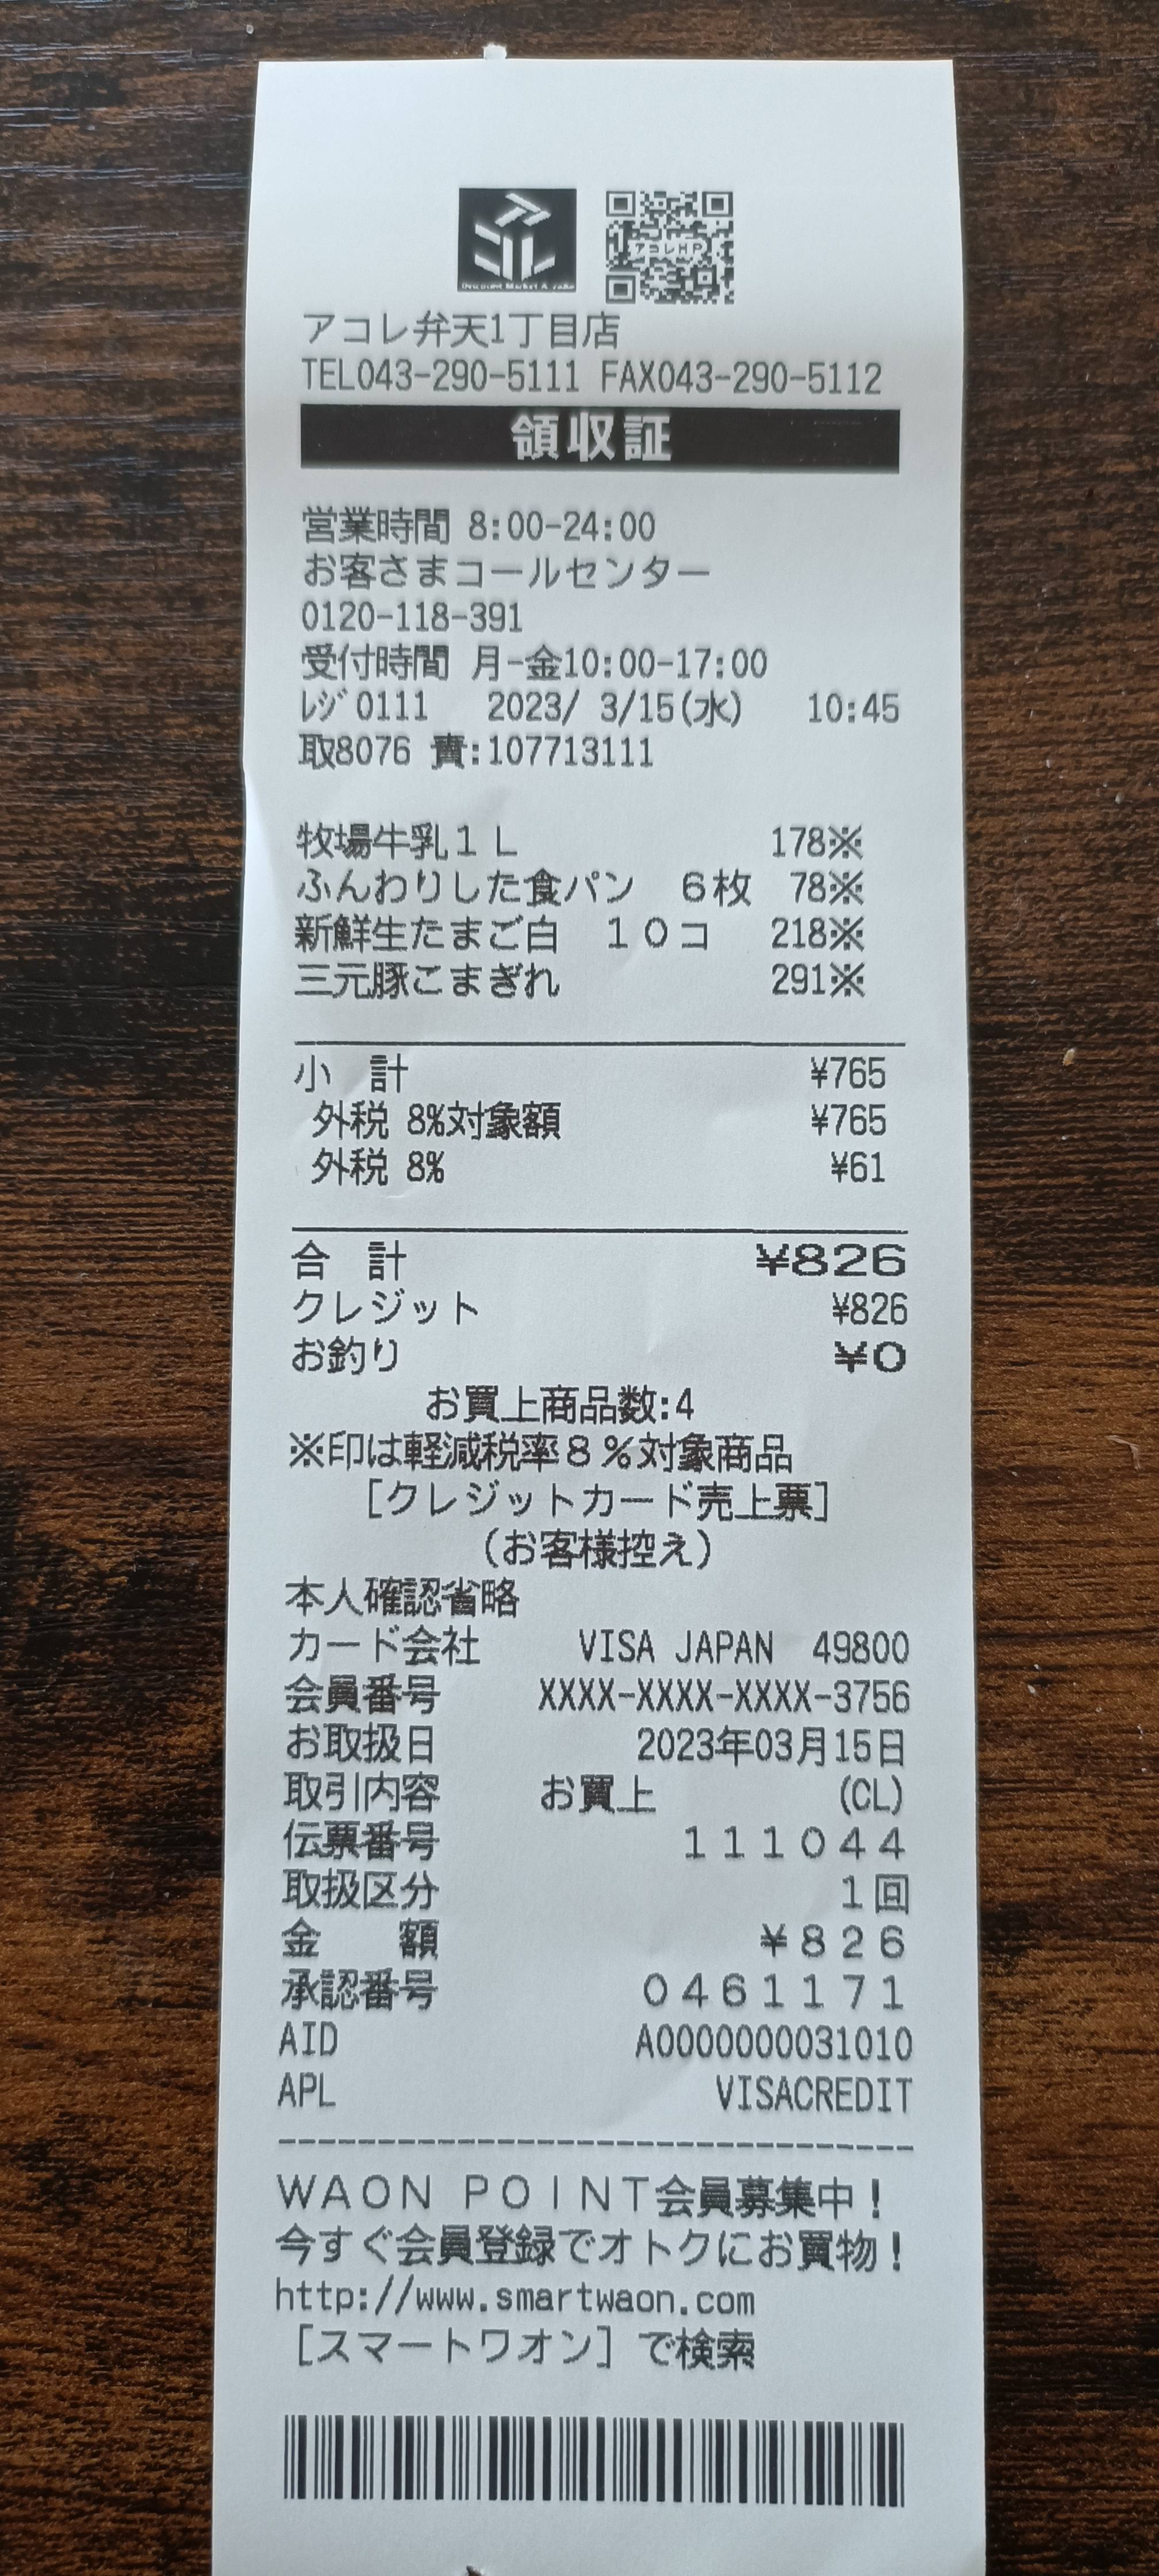 アコレ
Discount Market A・colle
アコレHP
アコレ弁天1丁目店
TEL043-290-5111 FAX043-290-5112
領収証
営業時間 8:00-24:00
お客さまコールセンター
0120-118-391
受付時間 月-金10:00-17:00
ﾚｼﾞ0111 2023/ 3/15(水) 10:45
取8076 責:107713111
牧場牛乳1L 178※
ふんわりした食パン 6枚 78※
新鮮生たまご白 10コ 218※
三元豚こまぎれ 291※
小 計 ¥765
外税 8%対象額 ¥765
外税 8% ¥61
合 計 ¥826
クレジット ¥826
お釣り ¥0
お買上商品数:4
※印は軽減税率8%対象商品
[クレジットカード売上票]
(お客様控え)
本人確認省略
カード会社 VISA JAPAN 49800
会員番号 XXXX-XXXX-XXXX-3756
お取扱日 2023年03月15日
取引内容 お買上 (CL)
伝票番号 111044
取扱区分 1回
金 額 ¥826
承認番号 0461171
AID A0000000031010
APL VISACREDIT
WAON POINT会員募集中!
今すぐ会員登録でオトクにお買物!
http://www.smartwaon.com
[スマートワオン]で検索